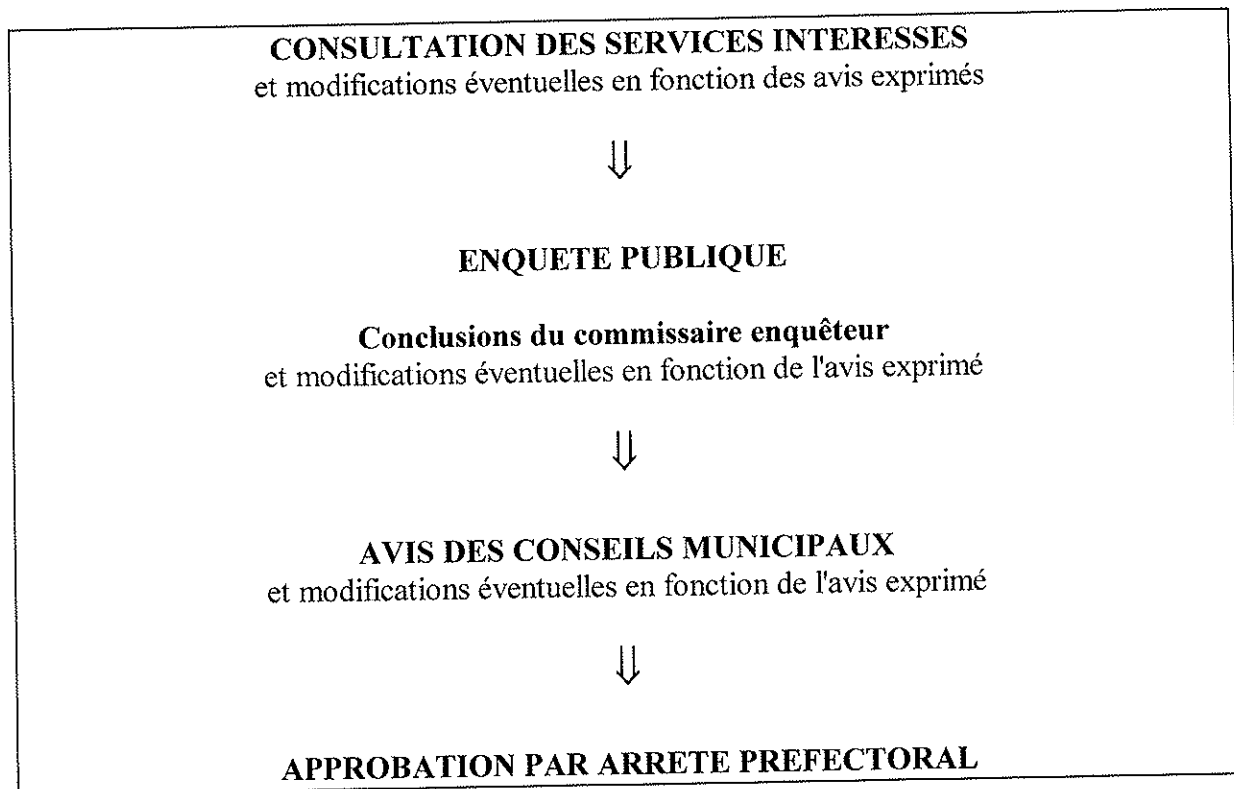 CONSULTATION DES SERVICES INTERESSES
et modifications éventuelles en fonction des avis exprimés
⇓
ENQUETE PUBLIQUE
Conclusions du commissaire enquêteur
et modifications éventuelles en fonction de l'avis exprimé
⇓
AVIS DES CONSEILS MUNICIPAUX
et modifications éventuelles en fonction de l'avis exprimé
⇓
APPROBATION PAR ARRETE PREFECTORAL